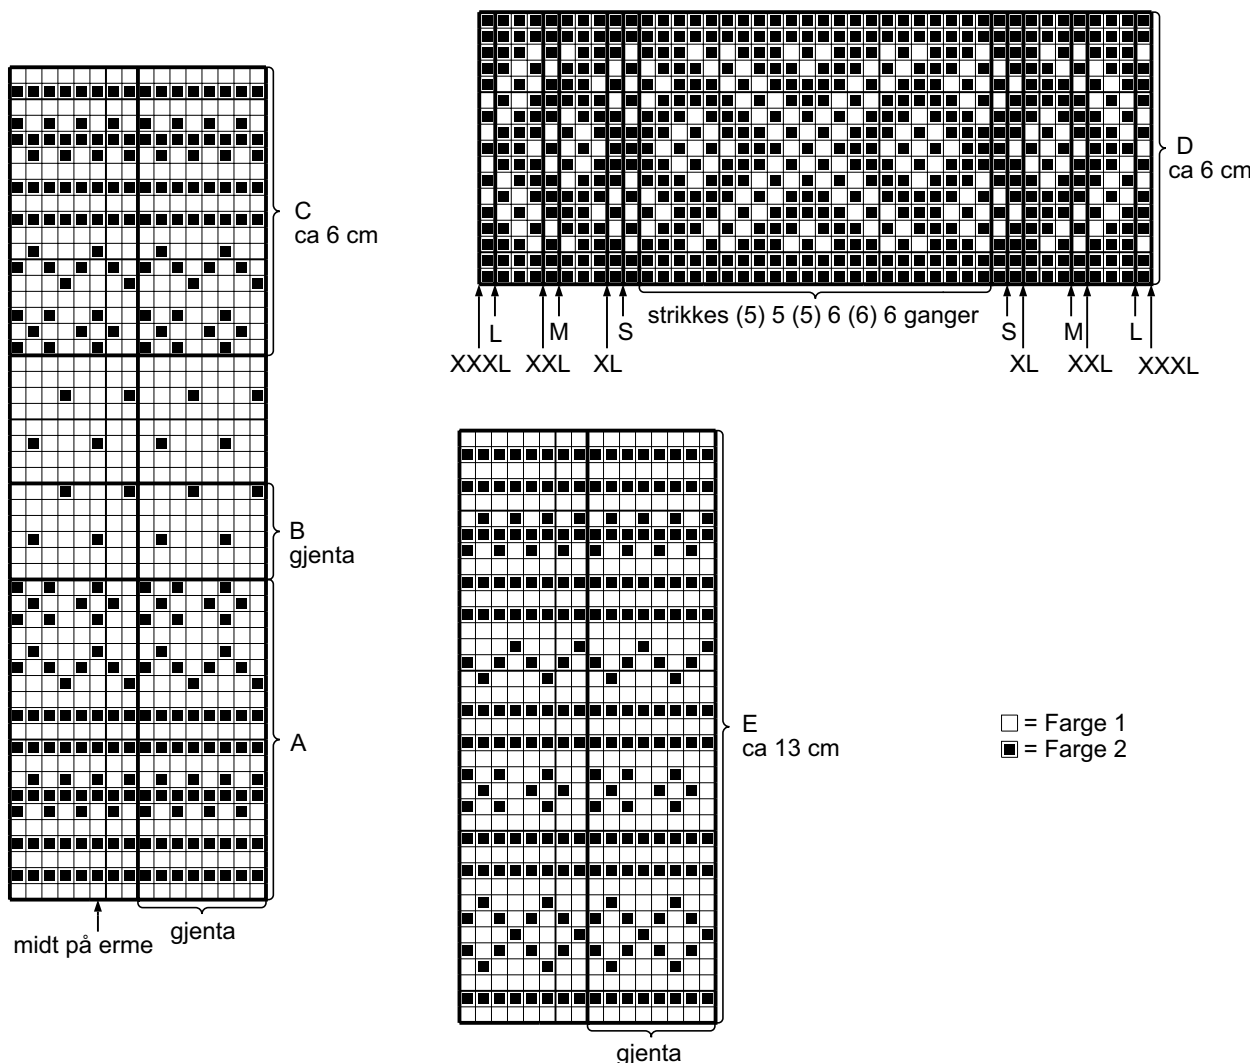 C
ca 6 cm
B
gjenta
A
midt på erme
gjenta
D
ca 6 cm
strikkes (5) 5 (5) 6 (6) 6 ganger
L
M
S
S
M
L
XXXL
XXL
XL
XL
XXL
XXXL
E
ca 13 cm
gjenta
= Farge 1
= Farge 2